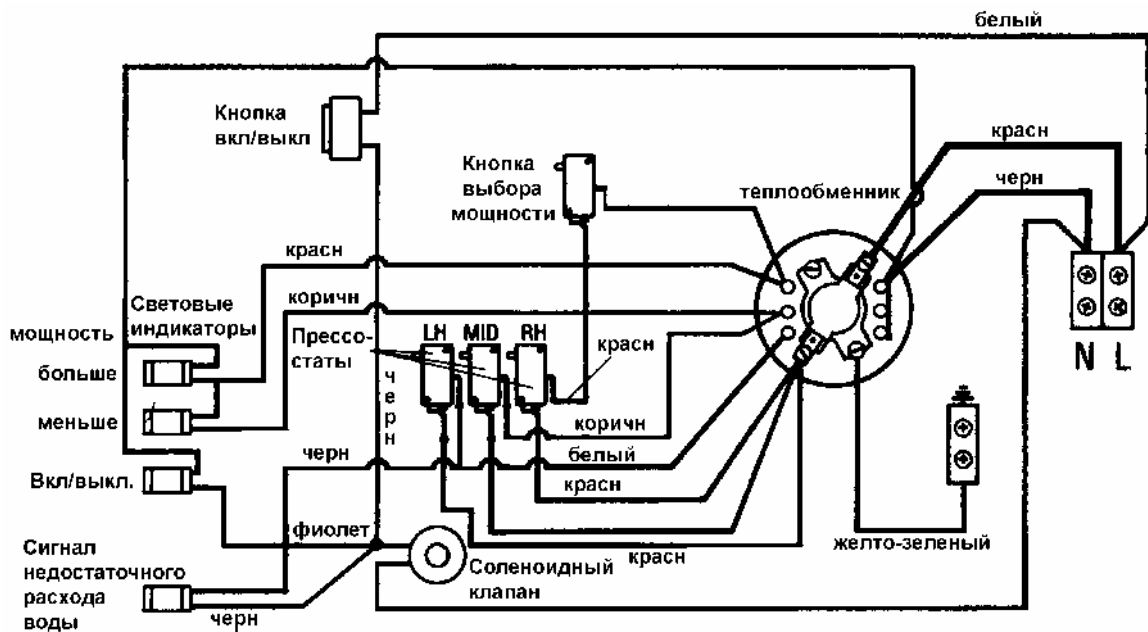 белый
Кнопка
вкл/выкл
красн
Кнопка
выбора
мощности
черн
теплообменник
красн
Световые
индикаторы
коричн
мощность
Прессо-
статы
LH MID RH
красн
больше
черн
меньше
коричн
N L
черн
белый
Вкл/выкл.
красн
фиолет
желто-зеленый
Сигнал
недостаточного
расхода
воды
красн
Соленоидный
клапан
черн